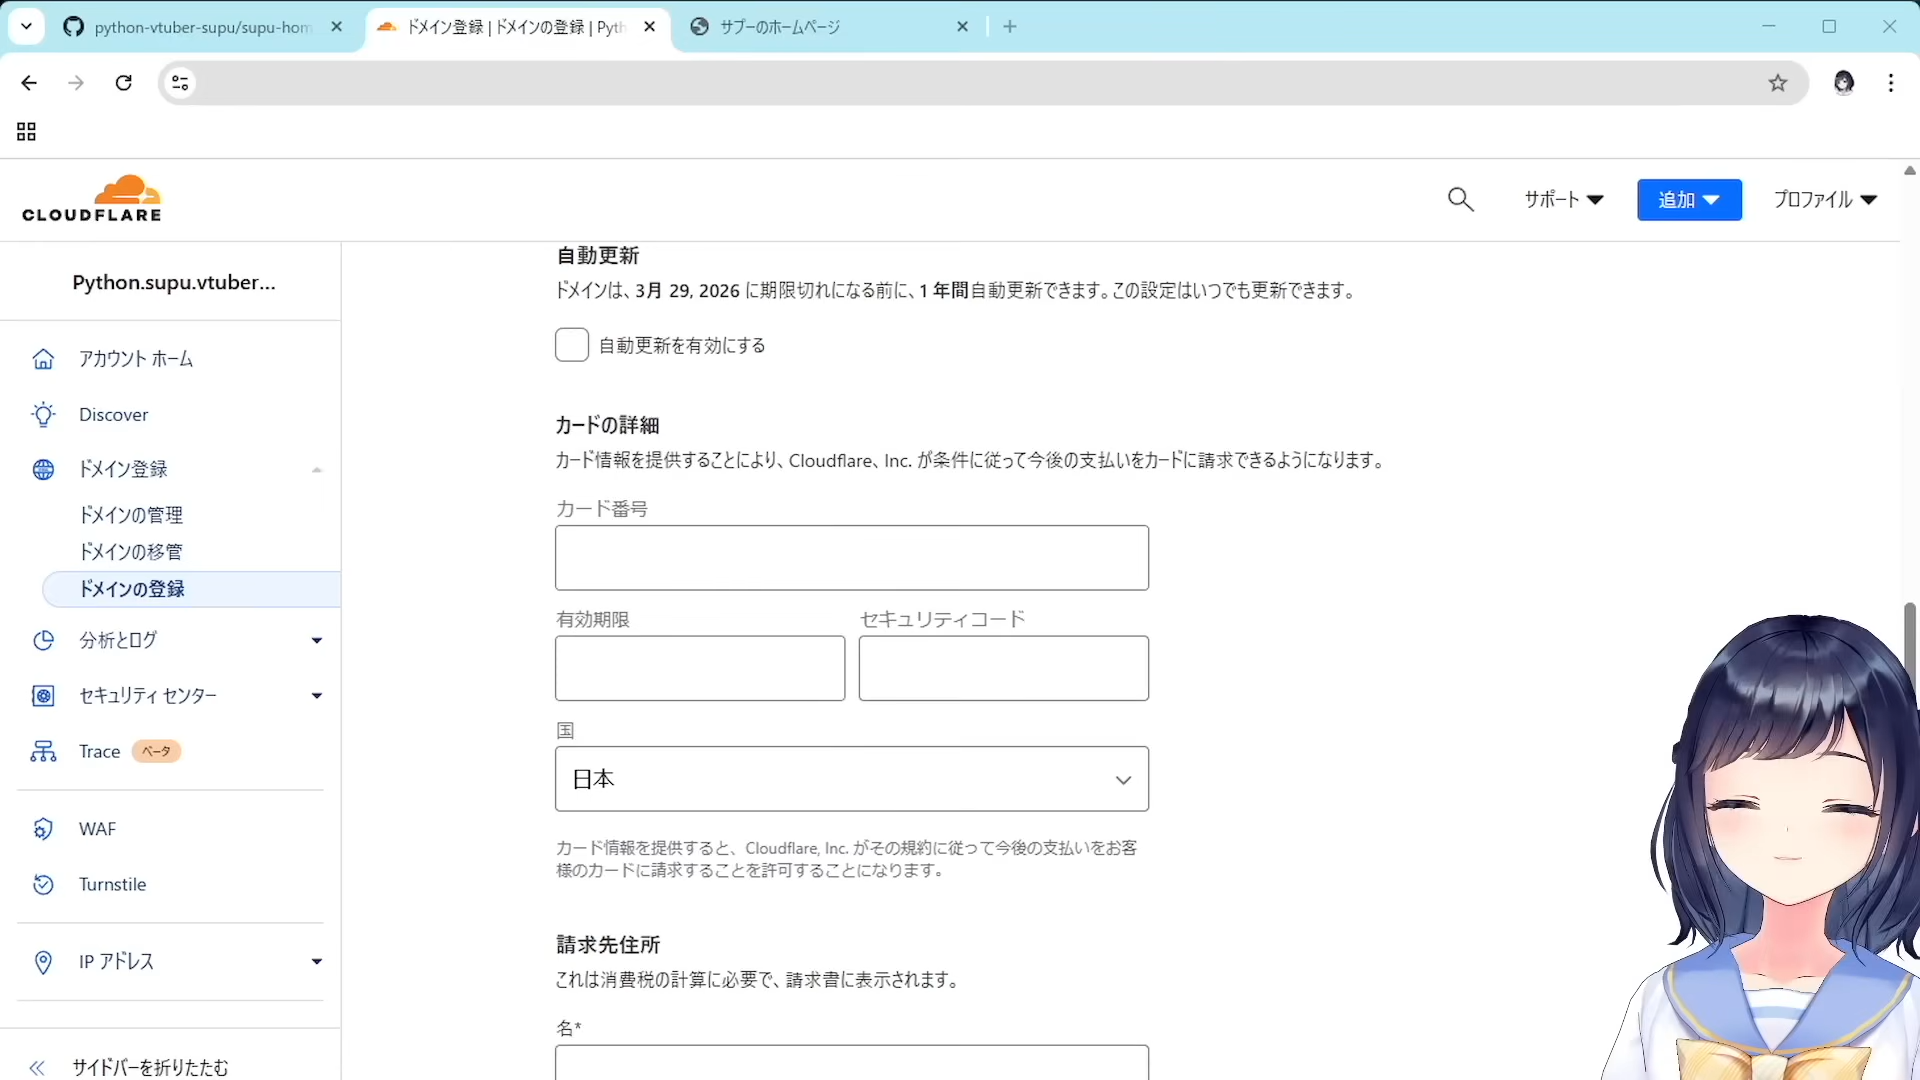 python-vtuber-supu/supu-hom
ドメイン登録 | ドメインの登録 | Pyth
サプーのホームページ
CLOUDFLARE
サポート
追加
プロファイル
Python.supu.vtuber...
アカウント ホーム
Discover
ドメイン登録
ドメインの管理
ドメインの移管
ドメインの登録
分析とログ
セキュリティ センター
Trace ベータ
WAF
Turnstile
IP アドレス
サイドバーを折りたたむ
自動更新
ドメインは、3月 29, 2026 に期限切れになる前に、1 年間自動更新できます。この設定はいつでも更新できます。
自動更新を有効にする
カードの詳細
カード情報を提供することにより、Cloudflare、Inc. が条件に従って今後の支払いをカードに請求できるようになります。
カード番号
有効期限
セキュリティコード
国
日本
カード情報を提供すると、Cloudflare, Inc. がその規約に従って今後の支払いをお客
様のカードに請求することを許可することになります。
請求先住所
これは消費税の計算に必要で、請求書に表示されます。
名*